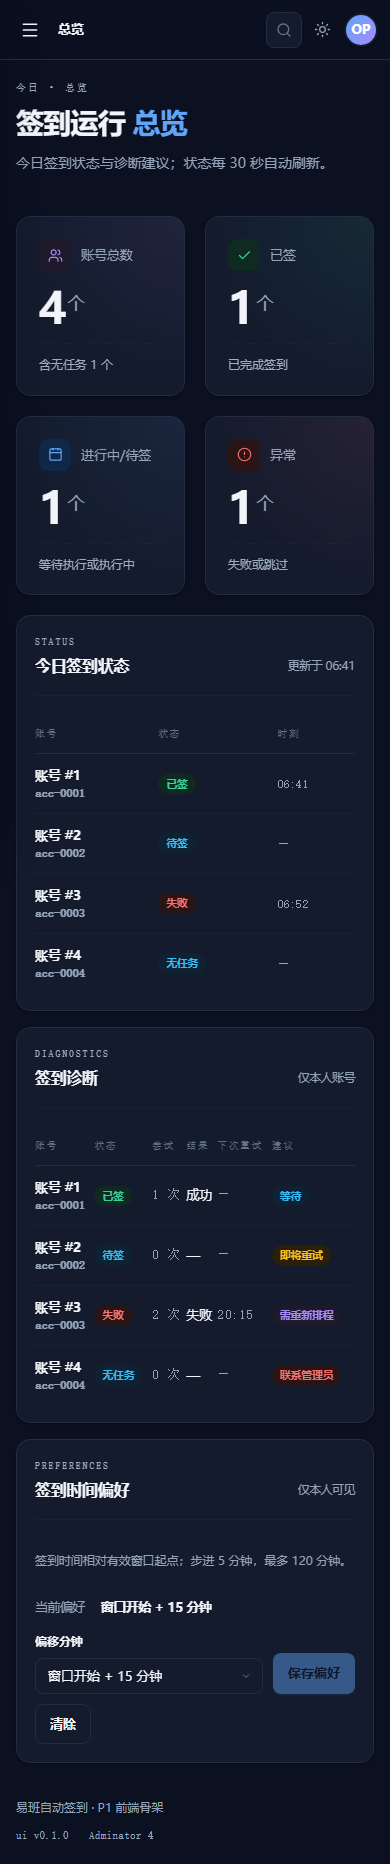 总览
OP
今日 · 总览
签到运行 总览
今日签到状态与诊断建议；状态每 30 秒自动刷新。
账号总数
4个
含无任务 1 个
已签
1个
已完成签到
进行中/待签
1个
等待执行或执行中
异常
1个
失败或跳过
STATUS
今日签到状态
更新于 06:41
账号 状态 时刻
账号 #1
acc-0001
已签 06:41
账号 #2
acc-0002
待签 —
账号 #3
acc-0003
失败 06:52
账号 #4
acc-0004
无任务 —
DIAGNOSTICS
签到诊断
仅本人账号
账号 状态 尝试 结果 下次重试 建议
账号 #1
acc-0001
已签 1 次 成功 — 等待
账号 #2
acc-0002
待签 0 次 — — 即将重试
账号 #3
acc-0003
失败 2 次 失败 20:15 需重新排程
账号 #4
acc-0004
无任务 0 次 — — 联系管理员
PREFERENCES
签到时间偏好
仅本人可见
签到时间相对有效窗口起点；步进 5 分钟，最多 120 分钟。
当前偏好 窗口开始 + 15 分钟
偏移分钟
窗口开始 + 15 分钟
保存偏好
清除
易班自动签到 · P1 前端骨架
ui v0.1.0 Adminator 4